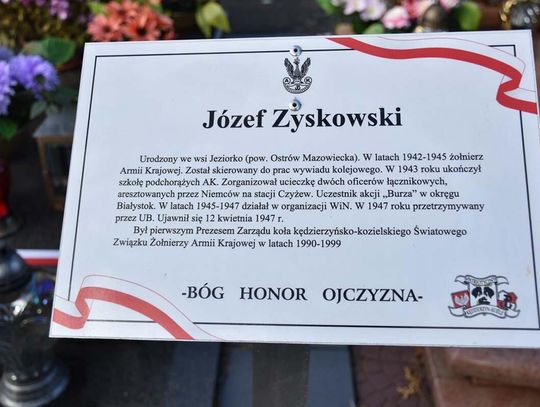 Józef Zyskowski
Urodzony we wsi Jeziorko (pow. Ostrów Mazowiecka). W latach 1942-1945 żołnierz
Armii Krajowej. Został skierowany do prac wywiadu kolejowego. W 1943 roku ukończył
szkołę podchorążych AK. Zorganizował ucieczkę dwóch oficerów łącznikowych,
aresztowanych przez Niemców na stacji Czyżew. Uczestnik akcji „Burza” w okręgu
Białystok. W latach 1945-1947 działał w organizacji WiN. W 1947 roku przetrzymywany
przez UB. Ujawnił się 12 kwietnia 1947 r.
Był pierwszym Prezesem Zarządu koła kędzierzyńsko-kozielskiego Światowego
Związku Żołnierzy Armii Krajowej w latach 1990-1999
-BÓG HONOR OJCZYZNA-
KĘDZIERZYN-KOŹLE